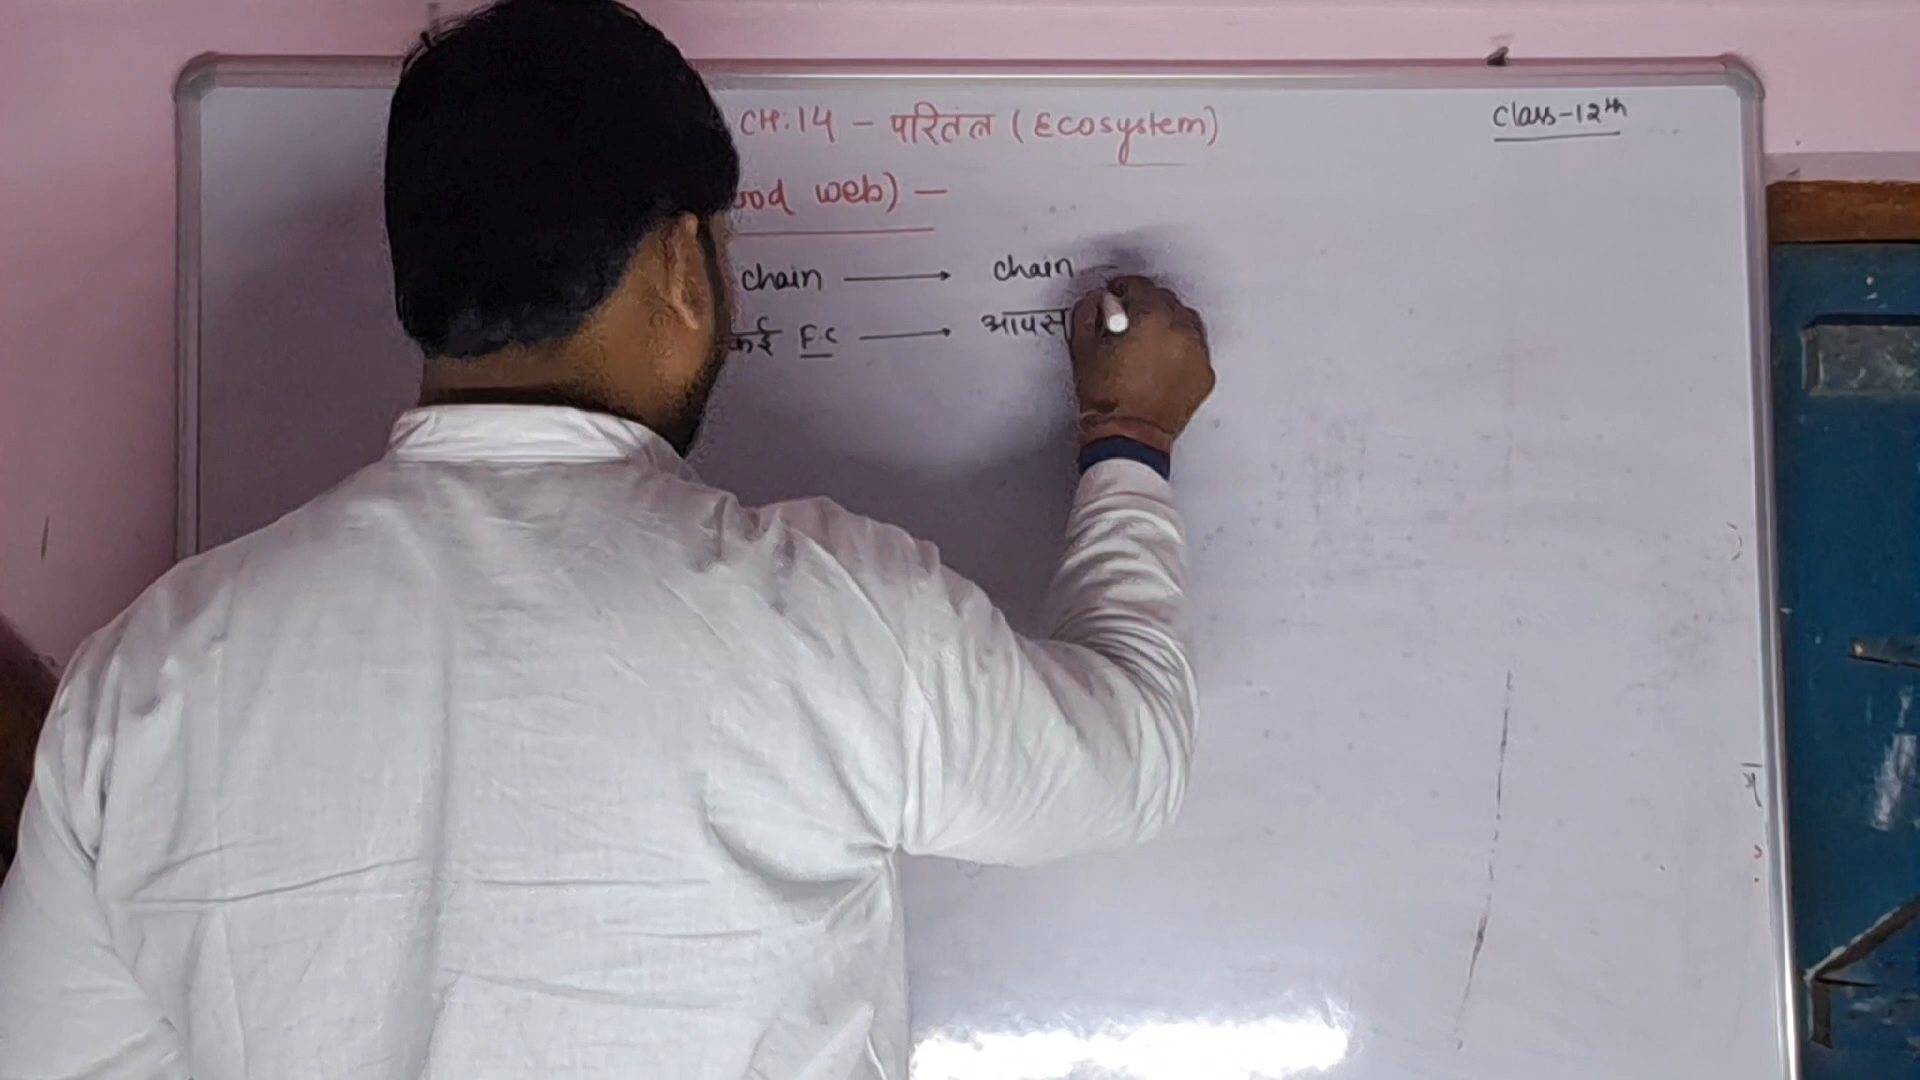 CH:14 - परितंत्र (Ecosystem)
Class-12th
ood web) -
chain → chain -
कई F.C → आपस